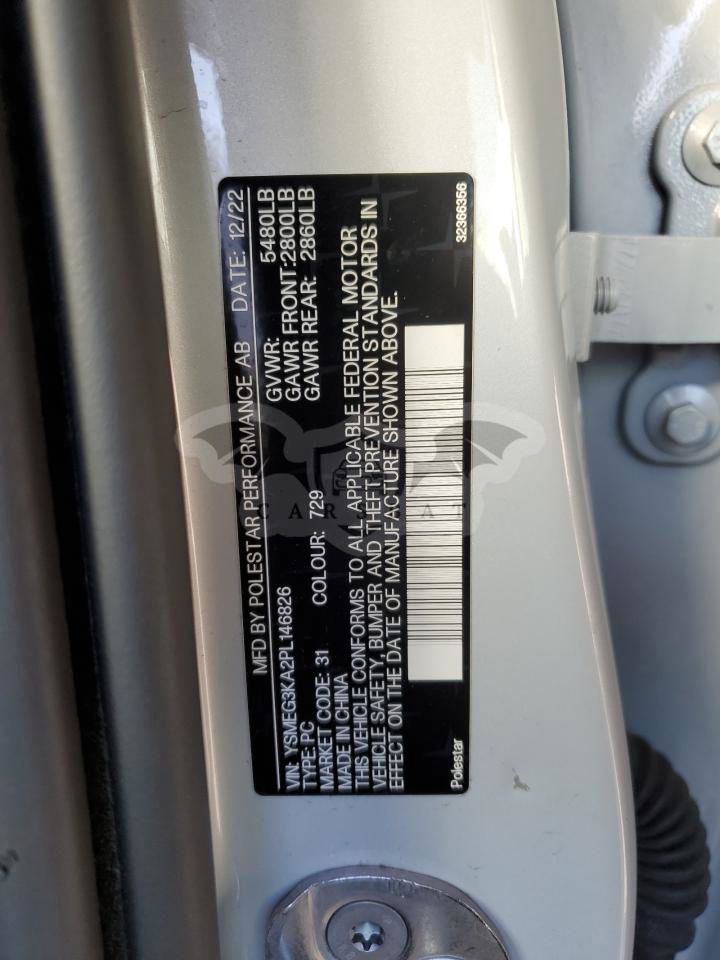 MFD BY POLESTAR PERFORMANCE AB DATE: 12/22
VIN: YSMEG3KA2PL146826 GVWR: 5480LB
TYPE: PC GAWR FRONT: 2800LB
MARKET CODE: 31 COLOUR: 729 GAWR REAR: 2860LB
MADE IN CHINA
THIS VEHICLE CONFORMS TO ALL APPLICABLE FEDERAL MOTOR
VEHICLE SAFETY, BUMPER AND THEFT PREVENTION STANDARDS IN
EFFECT ON THE DATE OF MANUFACTURE SHOWN ABOVE.
Polestar 32366356